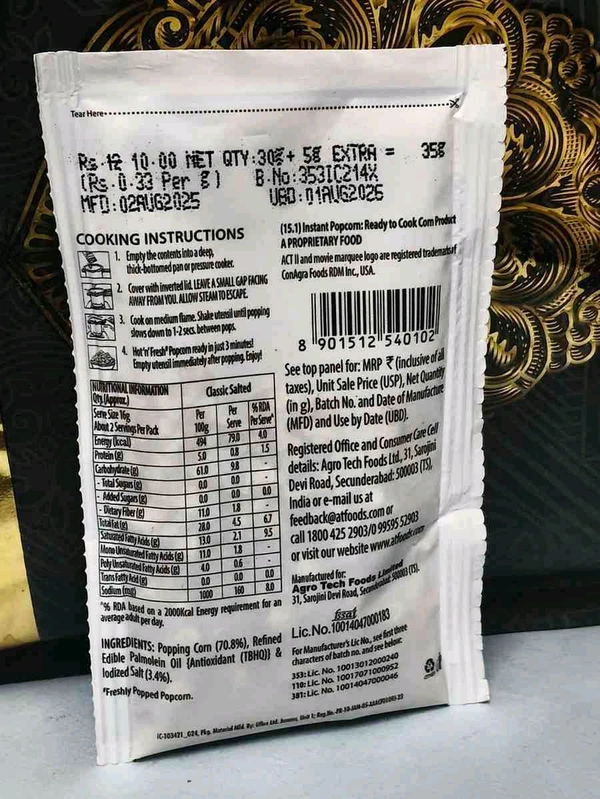 Tear Here
Rs. 12 10.00 NET QTY:30g+ 5g EXTRA = 35g
(Rs.0.33 Per g) B.No:353IC214X
MFD:02AUG2025 UBD:01AUG2026
COOKING INSTRUCTIONS
1. Empty the contents into a deep,
thick-bottomed pan or pressure cooker.
2. Cover with inverted lid. LEAVE A SMALL GAP FACING
AWAY FROM YOU. ALLOW STEAM TO ESCAPE.
3. Cook on medium flame. Shake utensil until popping
slows down to 1-2 secs. between pops.
4. Hot'n'Fresh# Popcorn ready in just 3 minutes!
Empty utensil immediately after popping. Enjoy!
NUTRITIONAL INFORMATION
Qty.(Approx.) Classic Salted
Serve Size 16g
About 2 Servings Per Pack
Per 100g Per Serve %RDA Per Serve*
Energy (kcal) 494 79.0 4.0
Protein (g) 5.0 0.8 1.5
Carbohydrate (g) 61.0 9.8
- Total Sugars (g) 0.0 0.0
- Added Sugars (g) 0.0 0.0 0.0
- Dietary Fiber (g) 11.0 1.8
Total Fat (g) 28.0 4.5 6.7
Saturated Fatty Acids (g) 13.0 2.1 9.5
Mono Unsaturated Fatty Acids (g) 11.0 1.8
Poly Unsaturated Fatty Acids (g) 4.0 0.6
Trans Fatty Acid (g) 0.0 0.0 0.0
Sodium (mg) 1000 160 8.0
*% RDA based on a 2000Kcal Energy requirement for an
average adult per day.
INGREDIENTS: Popping Corn (70.8%), Refined
Edible Palmolein Oil {Antioxidant (TBHQ)} &
Iodized Salt (3.4%).
#Freshly Popped Popcorn.
(15.1) Instant Popcorn: Ready to Cook Corn Product
A PROPRIETARY FOOD
ACT II and movie marquee logo are registered trademarks of
ConAgra Foods RDM Inc., USA.
8 901512 540102
See top panel for: MRP ₹ (inclusive of all
taxes), Unit Sale Price (USP), Net Quantity
(in g), Batch No. and Date of Manufacture
(MFD) and Use by Date (UBD).
Registered Office and Consumer Care Cell
details: Agro Tech Foods Ltd., 31, Sarojini
Devi Road, Secunderabad: 500003 (TS),
India or e-mail us at
feedback@atfoods.com or
call 1800 425 2903/0 99595 52903
or visit our website www.atfoods.com
Manufactured for:
Agro Tech Foods Limited
31, Sarojini Devi Road, Secunderabad: 500003 (TS).
fssai
Lic.No.10014047000183
For Manufacturer's Lic No., see first three
characters of batch no. and see below:
353: Lic. No. 10013012000240
110: Lic. No. 10017071000952
381: Lic. No. 10014047000046
IC-103421_G24, Pkg. Material Mfd. By: Uflex Ltd. Jammu, Unit I;